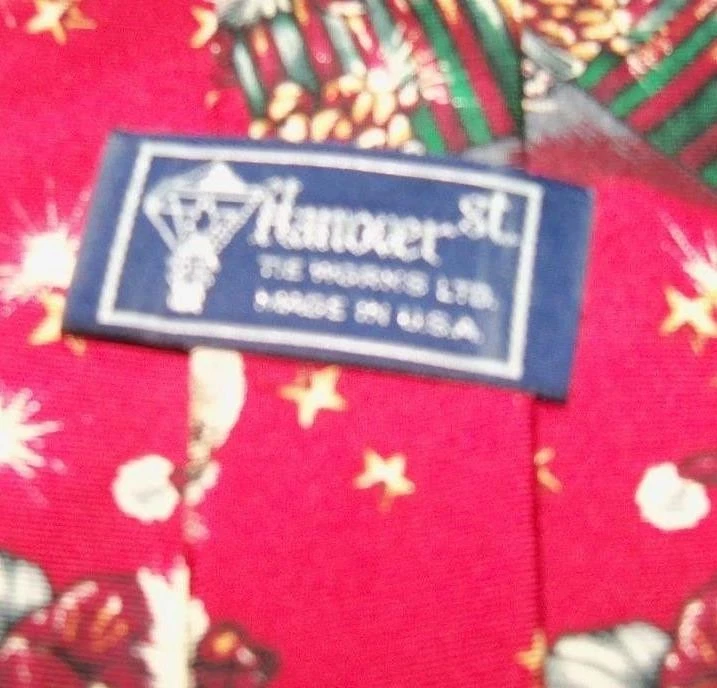 Hanover St.
TIE WORKS LTD.
MADE IN U.S.A.